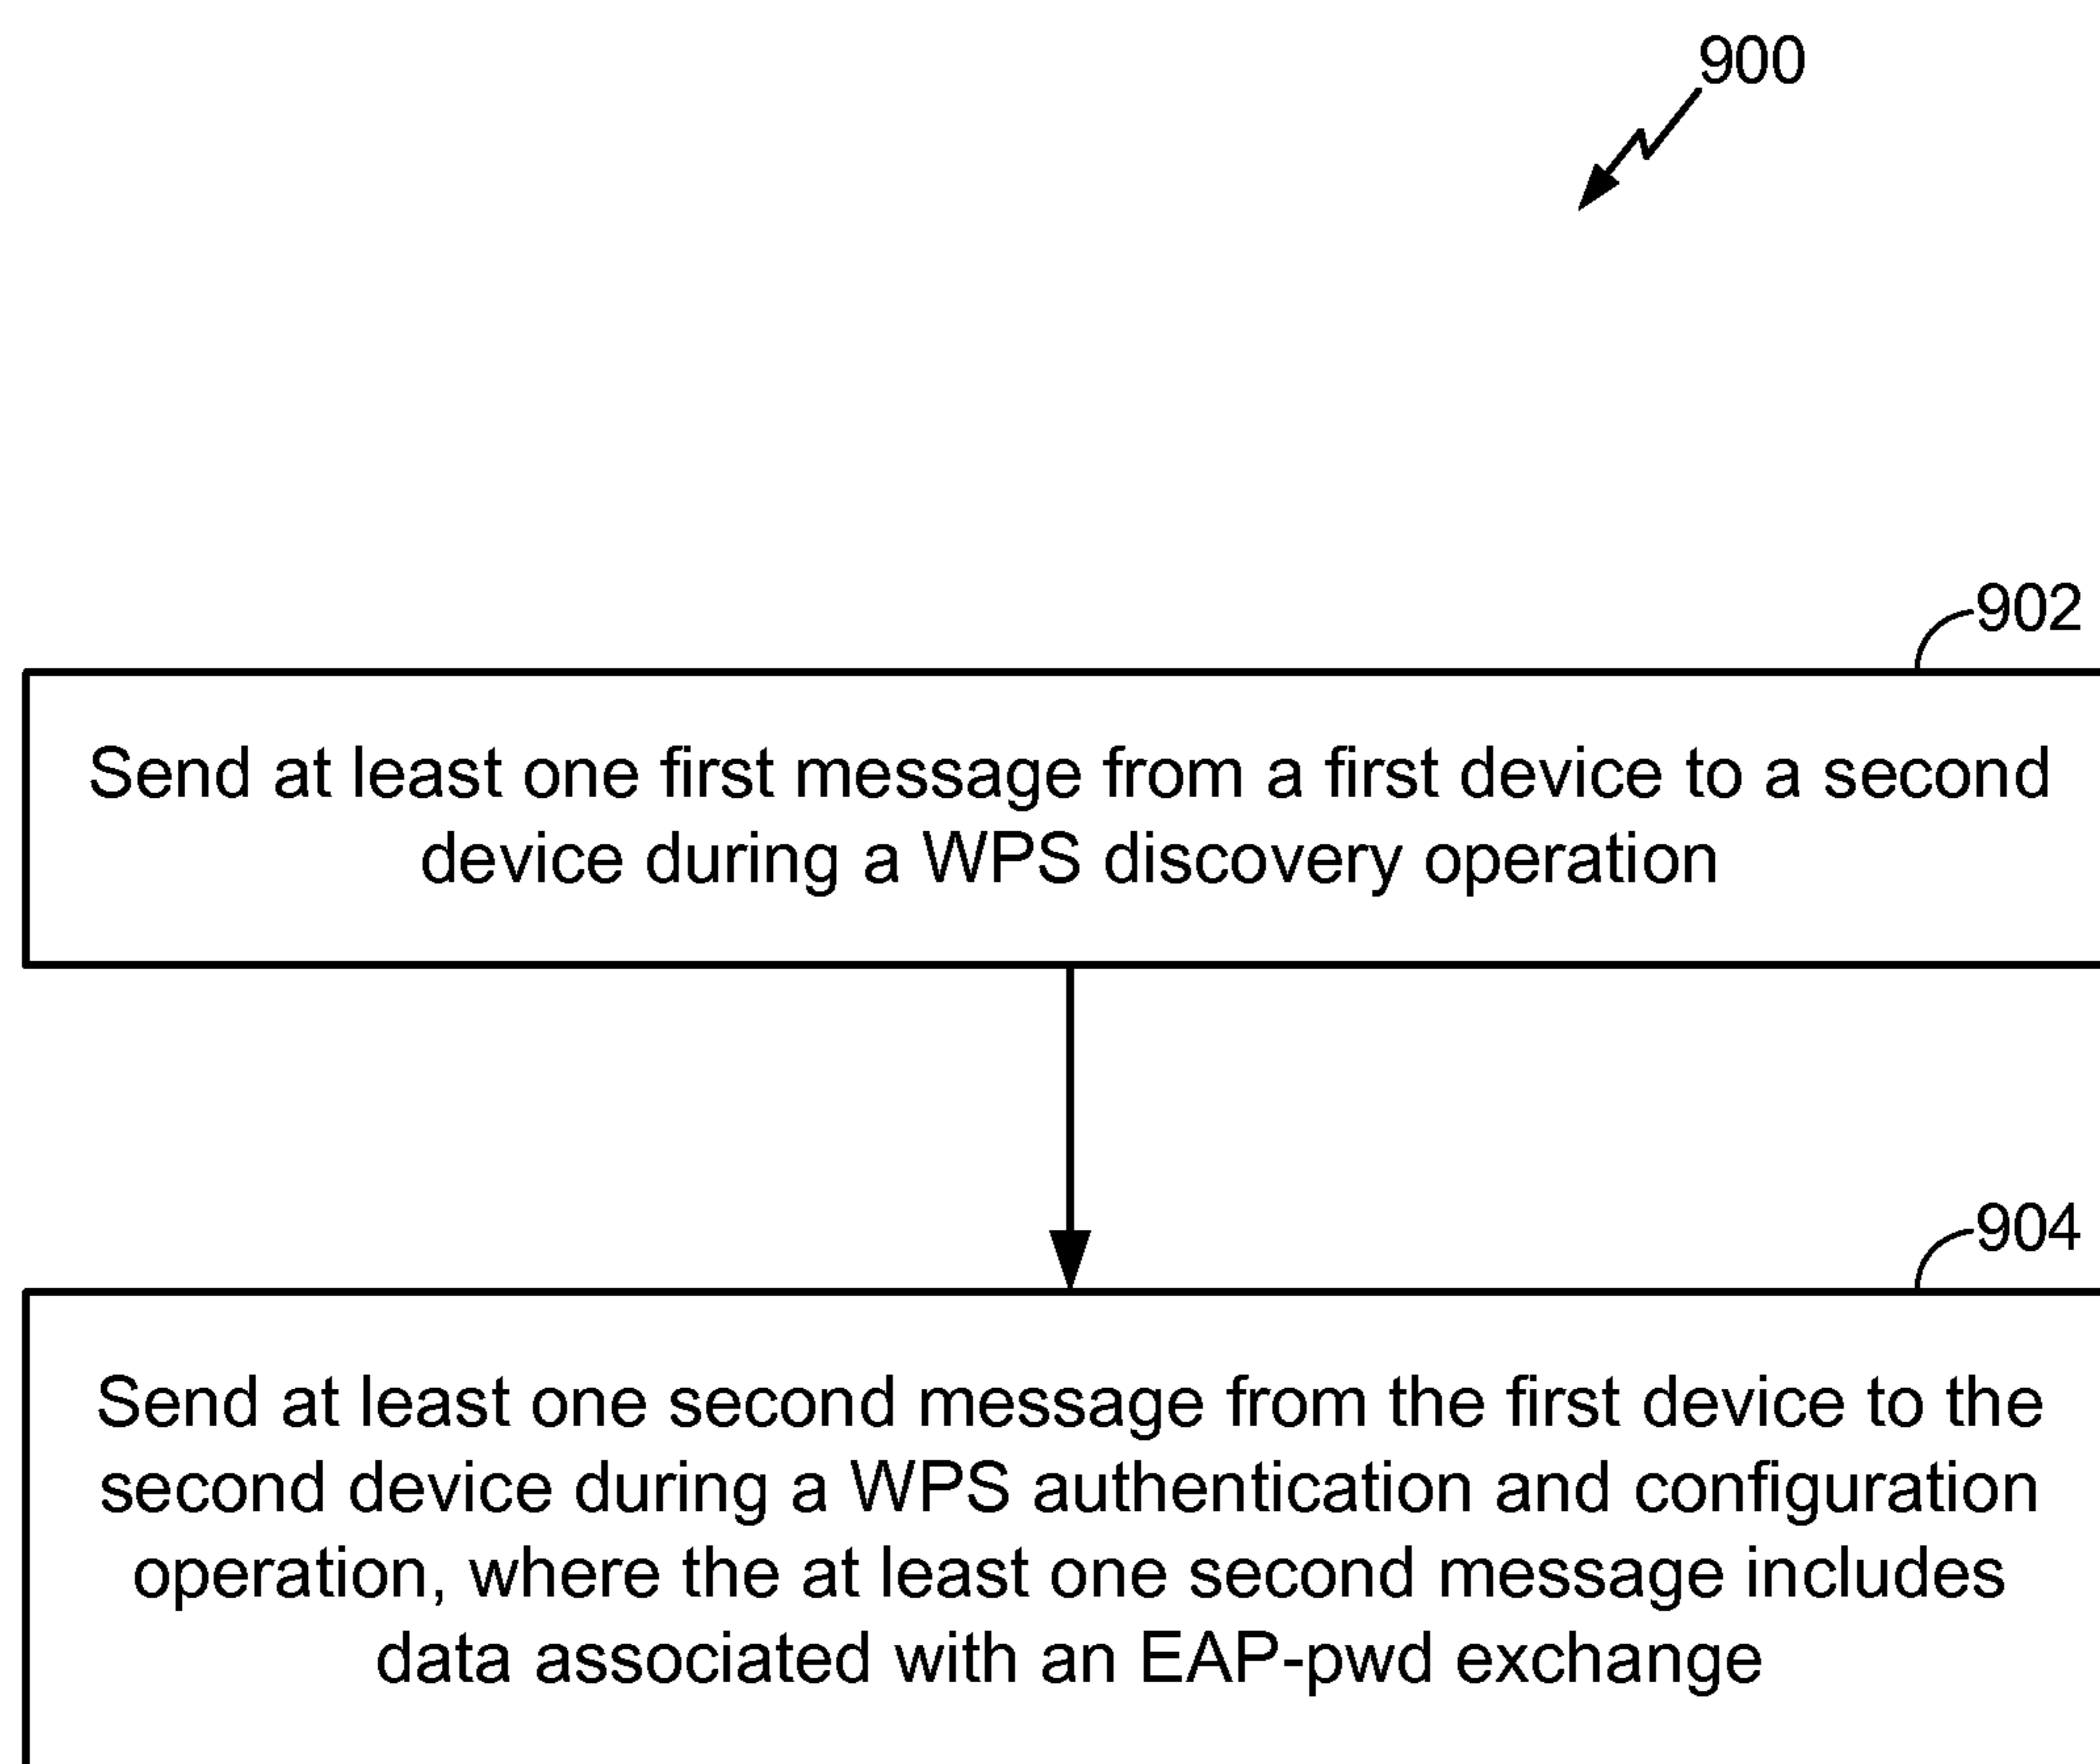 900
902
Send at least one first message from a first device to a second
device during a WPS discovery operation
904
Send at least one second message from the first device to the
second device during a WPS authentication and configuration
operation, where the at least one second message includes
data associated with an EAP-pwd exchange